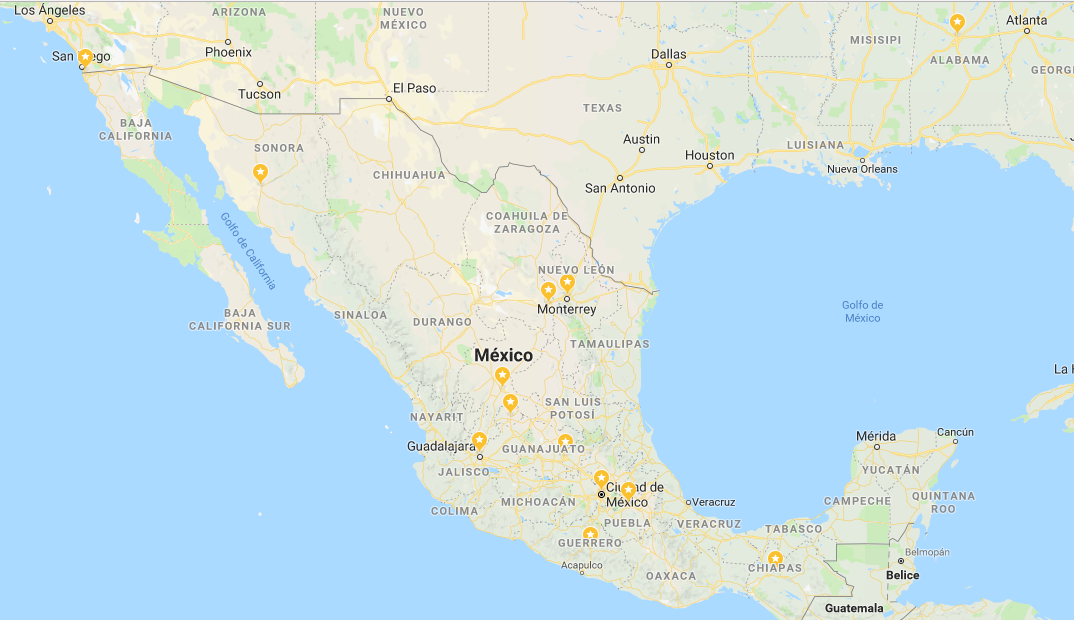 Los Ángeles
ARIZONA
NUEVO
MÉXICO
Atlanta
MISISIPI
San Diego
Phoenix
Dallas
ALABAMA
GEORG
Tucson
El Paso
TEXAS
BAJA
CALIFORNIA
SONORA
Austin
LUISIANA
Houston
CHIHUAHUA
San Antonio
Nueva Orleans
COAHUILA DE
ZARAGOZA
Golfo de California
NUEVO LEÓN
Monterrey
Golfo de
México
BAJA
CALIFORNIA SUR
SINALOA
DURANGO
TAMAULIPAS
México
La H
SAN LUIS
POTOSÍ
NAYARIT
Guadalajara
GUANAJUATO
Mérida
Cancún
JALISCO
YUCATÁN
Ciudad de
México
MICHOACÁN
Veracruz
CAMPECHE
QUINTANA
ROO
COLIMA
PUEBLA
VERACRUZ
TABASCO
GUERRERO
Acapulco
CHIAPAS
OAXACA
Belmopán
Belice
Guatemala